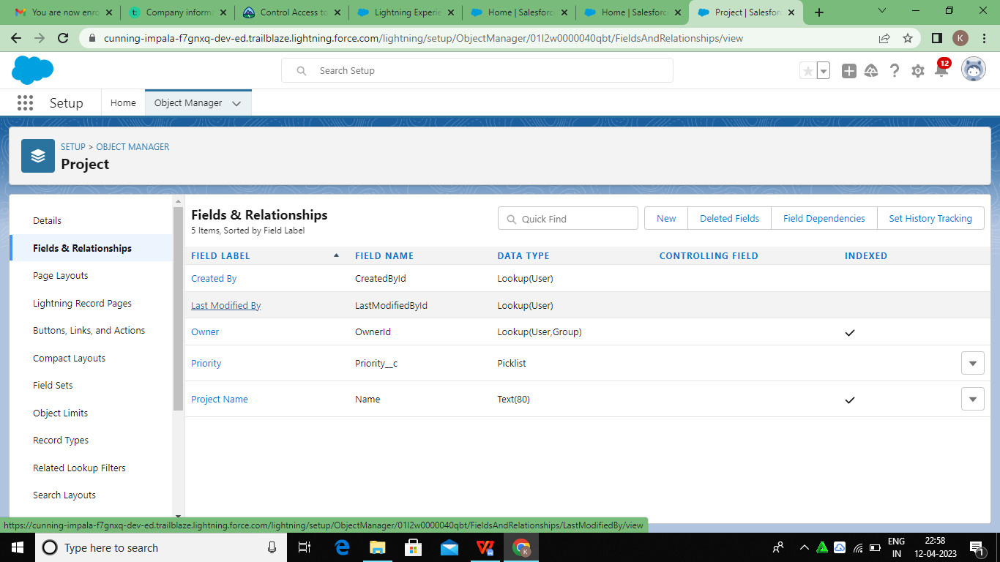 You are now enro
Company informa
Control Access to
Lightning Experie
Home | Salesforc
Home | Salesforc
Project | Salesforc
cunning-impala-f7gnxq-dev-ed.trailblaze.lightning.force.com/lightning/setup/ObjectManager/01I2w0000040qbt/FieldsAndRelationships/view
K
Search Setup
12
Setup
Home
Object Manager
SETUP > OBJECT MANAGER
Project
Details
Fields & Relationships
Page Layouts
Lightning Record Pages
Buttons, Links, and Actions
Compact Layouts
Field Sets
Object Limits
Record Types
Related Lookup Filters
Search Layouts
Fields & Relationships
5 Items, Sorted by Field Label
Quick Find
New
Deleted Fields
Field Dependencies
Set History Tracking
FIELD LABEL FIELD NAME DATA TYPE CONTROLLING FIELD INDEXED
Created By CreatedById Lookup(User)
Last Modified By LastModifiedById Lookup(User)
Owner OwnerId Lookup(User,Group)
Priority Priority__c Picklist
Project Name Name Text(80)
https://cunning-impala-f7gnxq-dev-ed.trailblaze.lightning.force.com/lightning/setup/ObjectManager/01I2w0000040qbt/FieldsAndRelationships/LastModifiedBy/view
Type here to search
K
ENG
IN
22:58
12-04-2023
1